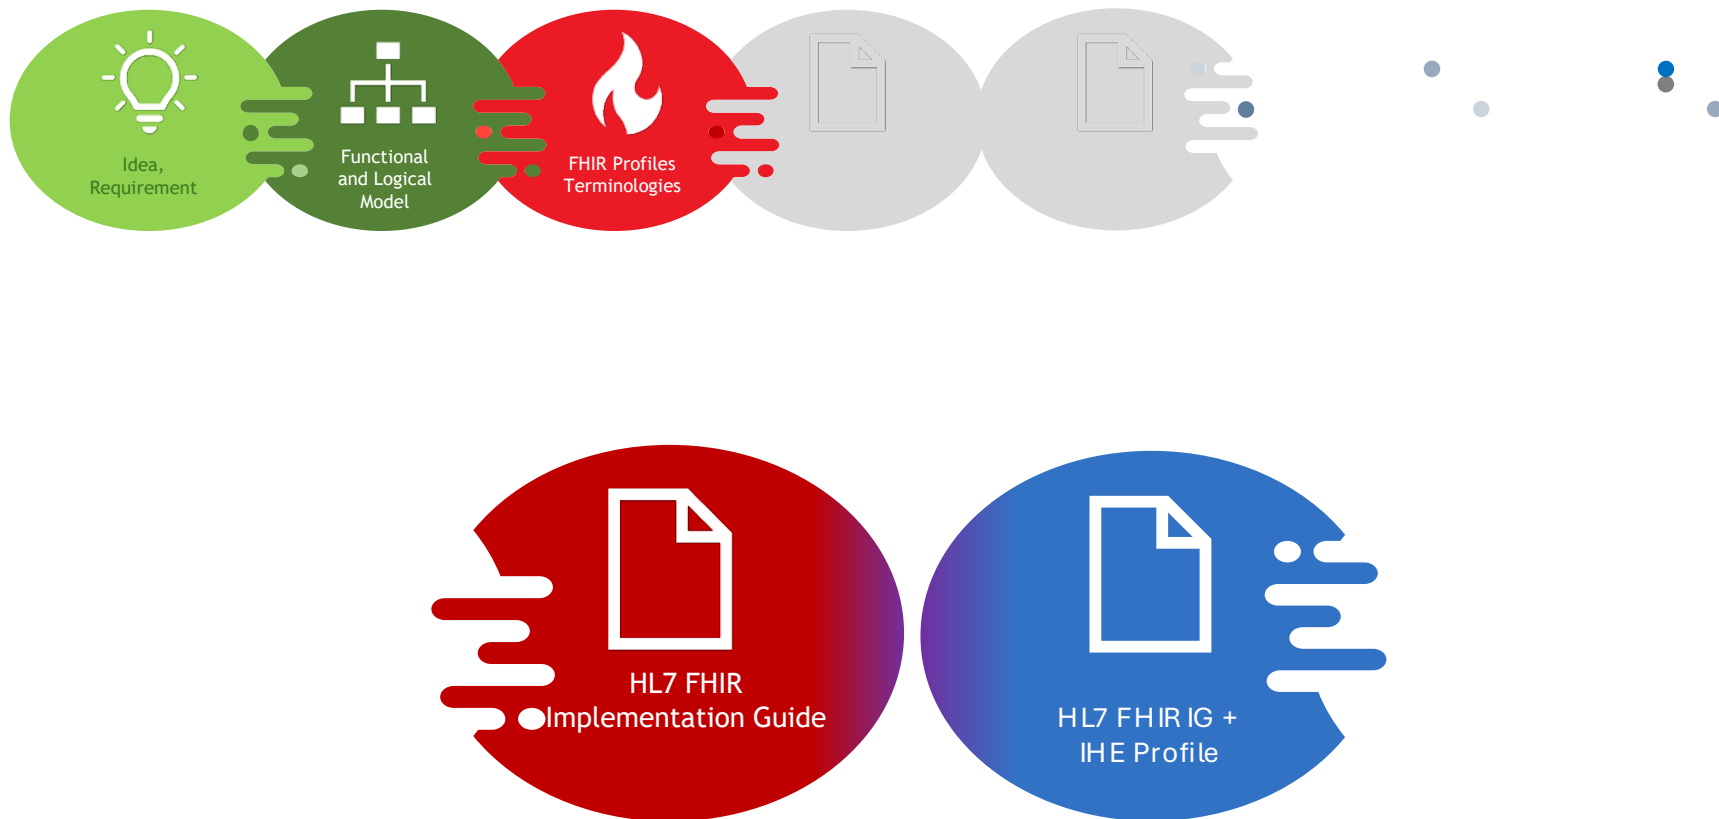 Idea,
Requirement
Functional
and Logical
Model
FHIR Profiles
Terminologies
HL7 FHIR
Implementation Guide
HL7 FHIR IG +
IHE Profile